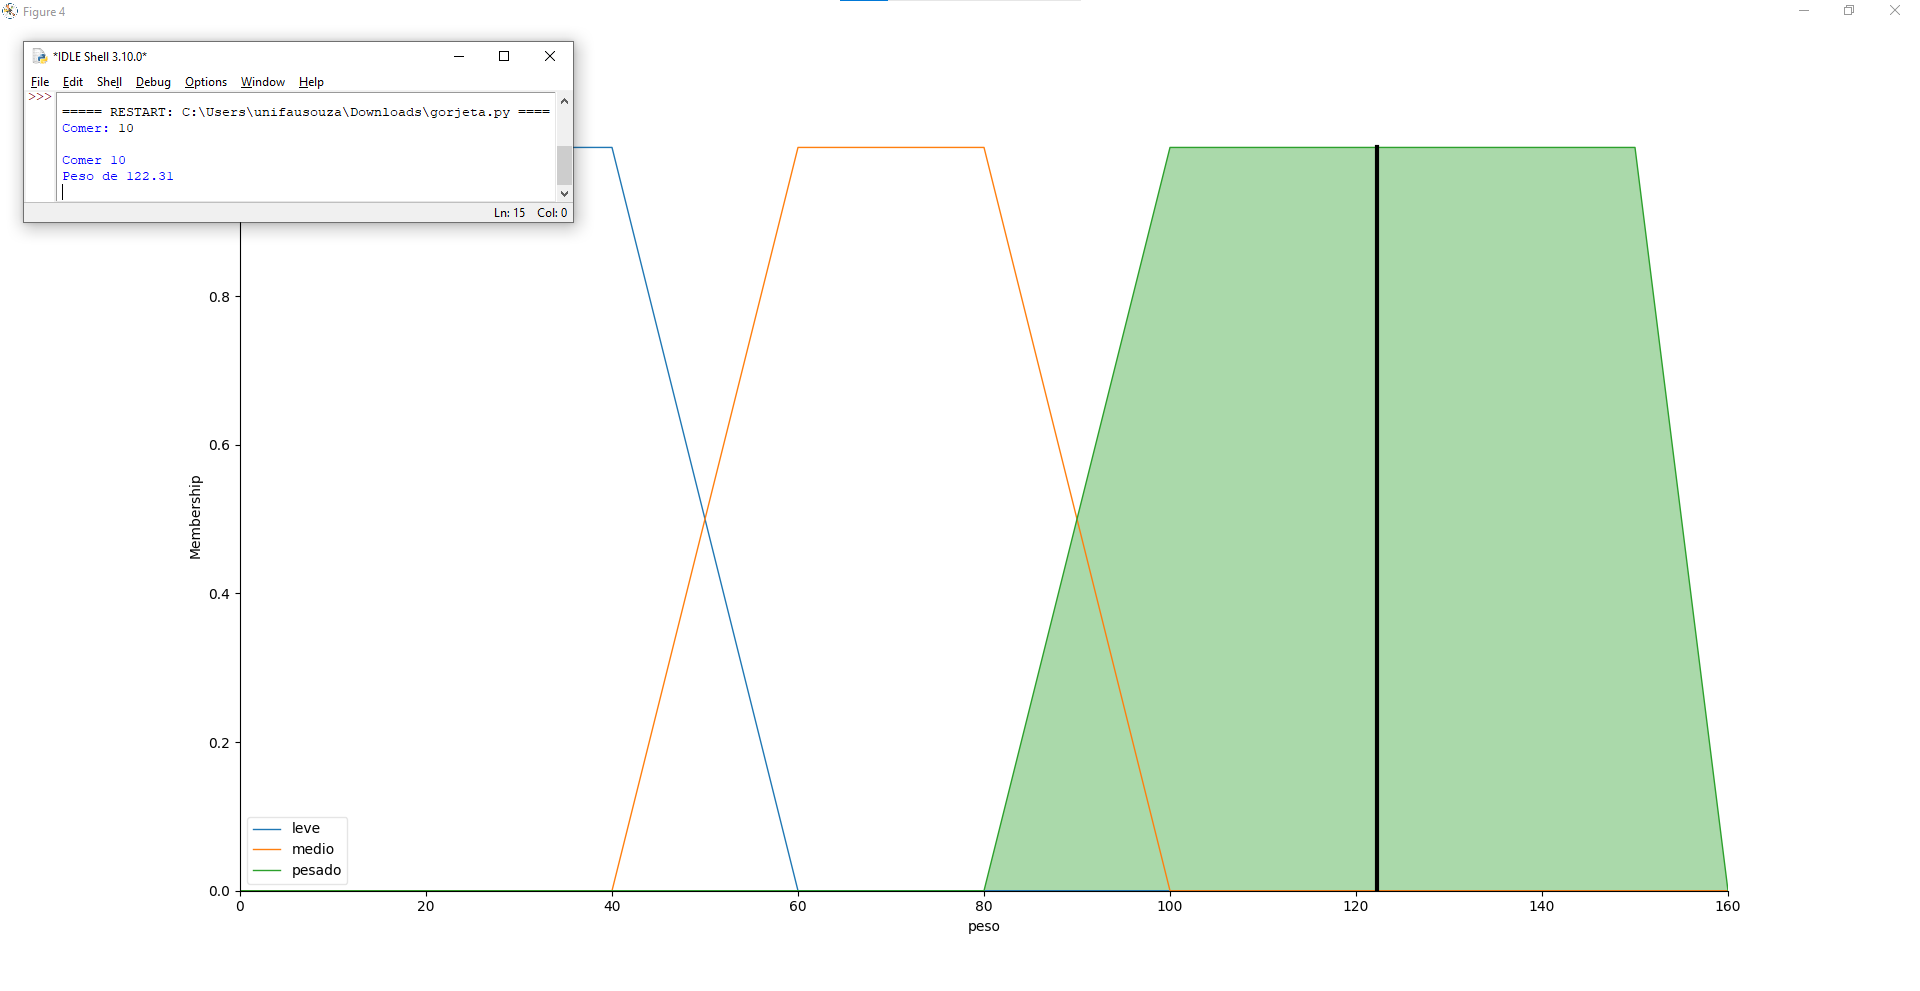 Figure 4
*IDLE Shell 3.10.0*
File Edit Shell Debug Options Window Help
>>>
===== RESTART: C:\Users\unifausouza\Downloads\gorjeta.py ====
Comer: 10
Comer 10
Peso de 122.31
Ln: 15 Col: 0
0.8
0.6
Membership
0.4
0.2
leve
medio
pesado
0.0
0 20 40 60 80 100 120 140 160
peso